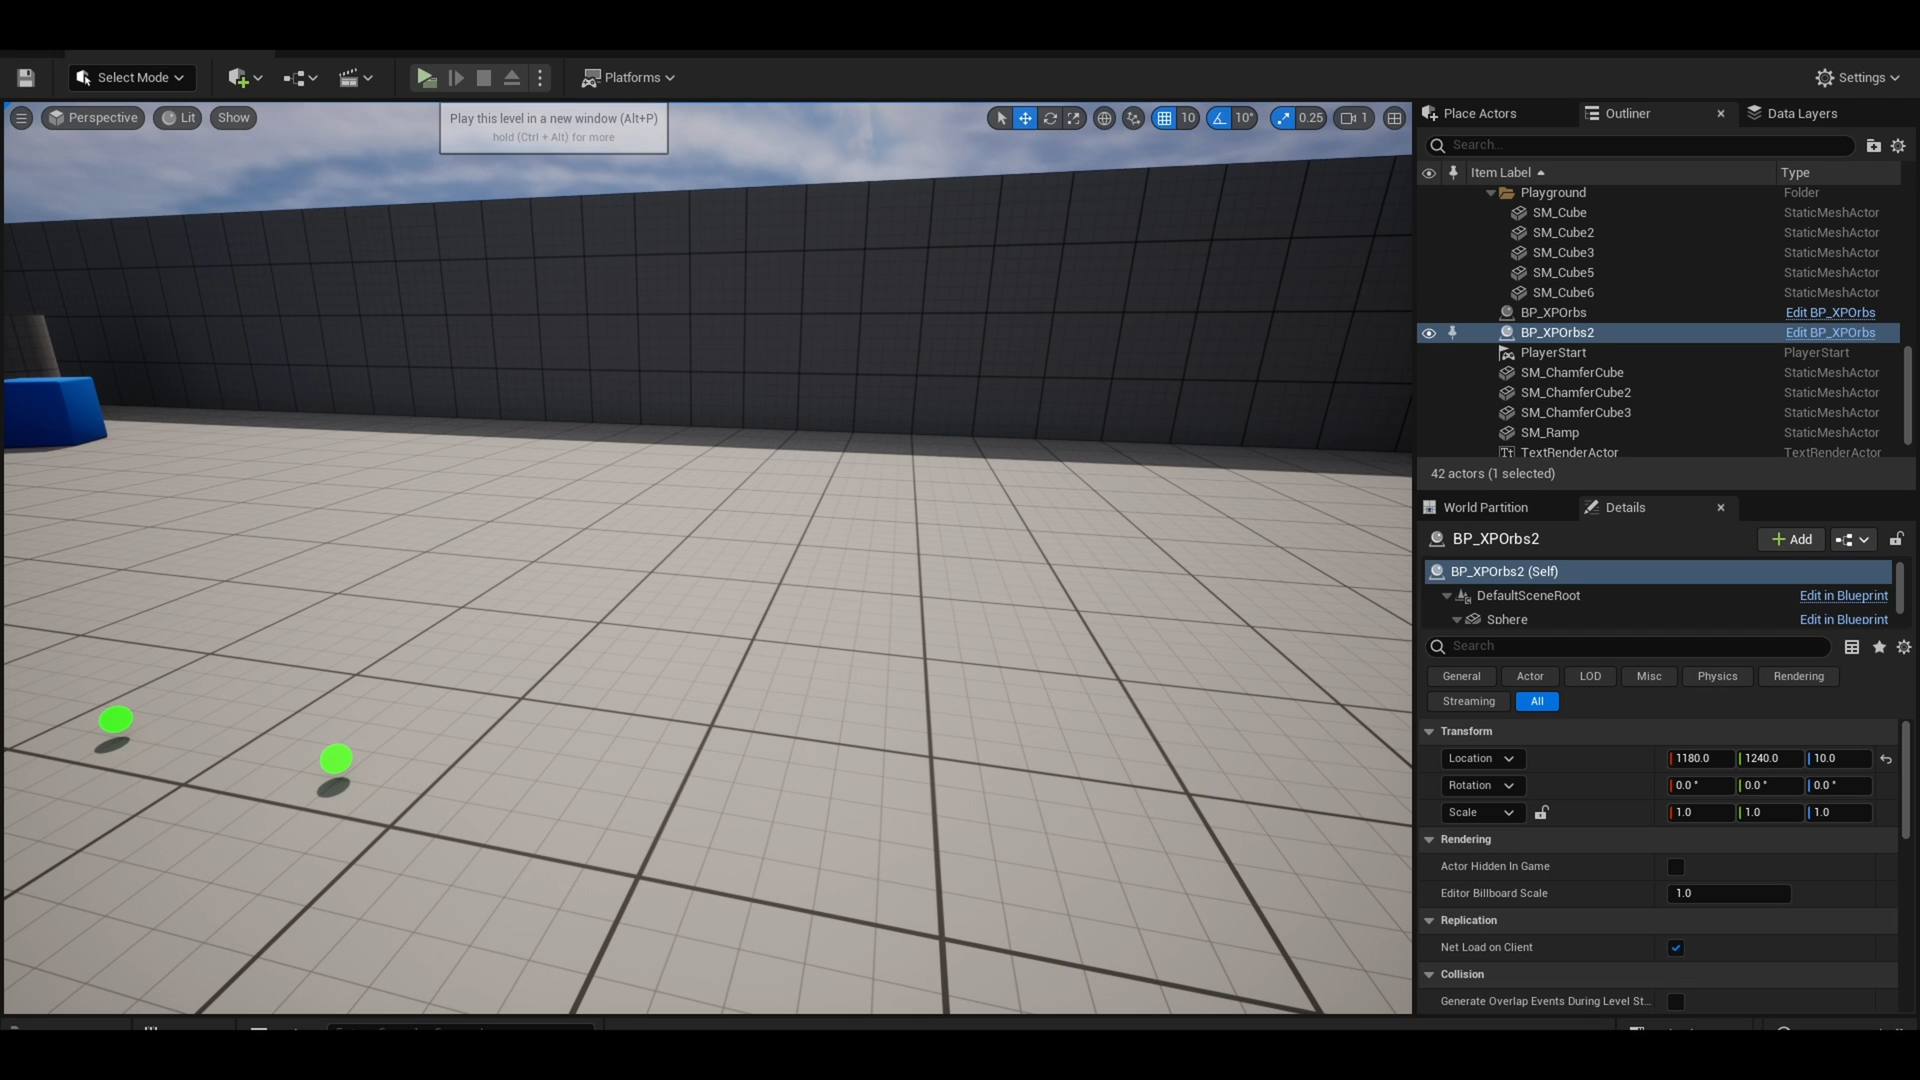 Select Mode
Platforms
Settings
Perspective
Lit
Show
Play this level in a new window (Alt+P)
hold (Ctrl + Alt) for more
10
10°
0.25
1
Place Actors
Outliner
Data Layers
Search...
Item Label
Type
Playground Folder
SM_Cube StaticMeshActor
SM_Cube2 StaticMeshActor
SM_Cube3 StaticMeshActor
SM_Cube5 StaticMeshActor
SM_Cube6 StaticMeshActor
BP_XPOrbs Edit BP_XPOrbs
BP_XPOrbs2 Edit BP_XPOrbs
PlayerStart PlayerStart
SM_ChamferCube StaticMeshActor
SM_ChamferCube2 StaticMeshActor
SM_ChamferCube3 StaticMeshActor
SM_Ramp StaticMeshActor
TextRenderActor TextRenderActor
42 actors (1 selected)
World Partition
Details
BP_XPOrbs2
Add
BP_XPOrbs2 (Self)
DefaultSceneRoot Edit in Blueprint
Sphere Edit in Blueprint
Search
General Actor LOD Misc Physics Rendering
Streaming All
Transform
Location 1180.0 1240.0 10.0
Rotation 0.0 ° 0.0 ° 0.0 °
Scale 1.0 1.0 1.0
Rendering
Actor Hidden In Game
Editor Billboard Scale 1.0
Replication
Net Load on Client
Collision
Generate Overlap Events During Level St...